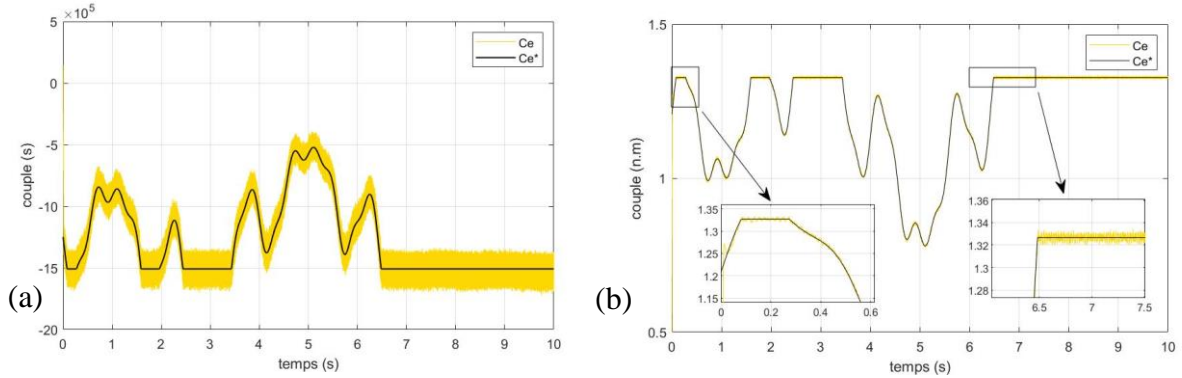 ×10⁵
5
0
-5
-10
-15
-20
0 1 2 3 4 5 6 7 8 9 10
couple (s)
temps (s)
Ce
Ce*
(a)
1.5
1
0.5
0 1 2 3 4 5 6 7 8 9 10
couple (n.m)
temps (s)
Ce
Ce*
1.35
1.3
1.25
1.2
1.15
0 0.2 0.4 0.6
1.36
1.34
1.32
1.3
1.28
6.5 7 7.5
(b)